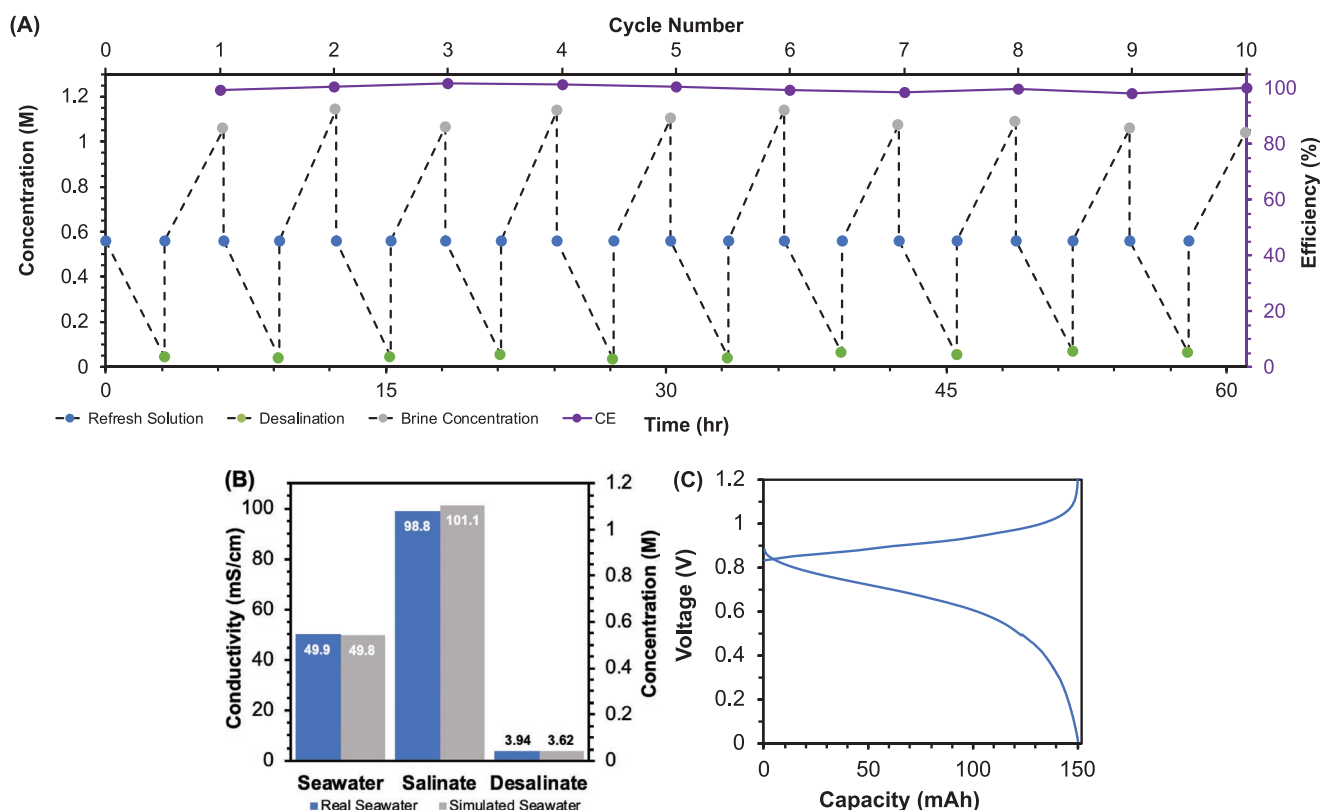 (A)
Cycle Number
0 1 2 3 4 5 6 7 8 9 10
Concentration (M)
1.2
1
0.8
0.6
0.4
0.2
0
100
80
60
40
20
0
Efficiency (%)
0 15 30 45 60
Refresh Solution Desalination Brine Concentration CE
Time (hr)
(B)
Conductivity (mS/cm)
100
80
60
40
20
0
49.9 49.8
98.8 101.1
3.94 3.62
1.2
1
0.8
0.6
0.4
0.2
0
Concentration (M)
Seawater Salinate Desalinate
Real Seawater Simulated Seawater
(C)
Voltage (V)
1.2
1
0.8
0.6
0.4
0.2
0
0 50 100 150
Capacity (mAh)